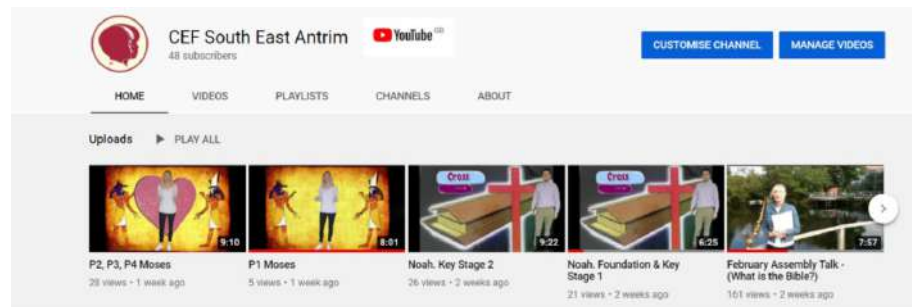 CEF South East Antrim
YouTube GB
48 subscribers
CUSTOMISE CHANNEL
MANAGE VIDEOS
HOME
VIDEOS
PLAYLISTS
CHANNELS
ABOUT
Uploads
PLAY ALL
9:10
8:01
Cross
9:22
Cross
6:25
7:57
P2, P3, P4 Moses
28 views • 1 week ago
P1 Moses
5 views • 1 week ago
Noah. Key Stage 2
26 views • 2 weeks ago
Noah. Foundation & Key
Stage 1
21 views • 2 weeks ago
February Assembly Talk -
(What is the Bible?)
161 views • 2 weeks ago